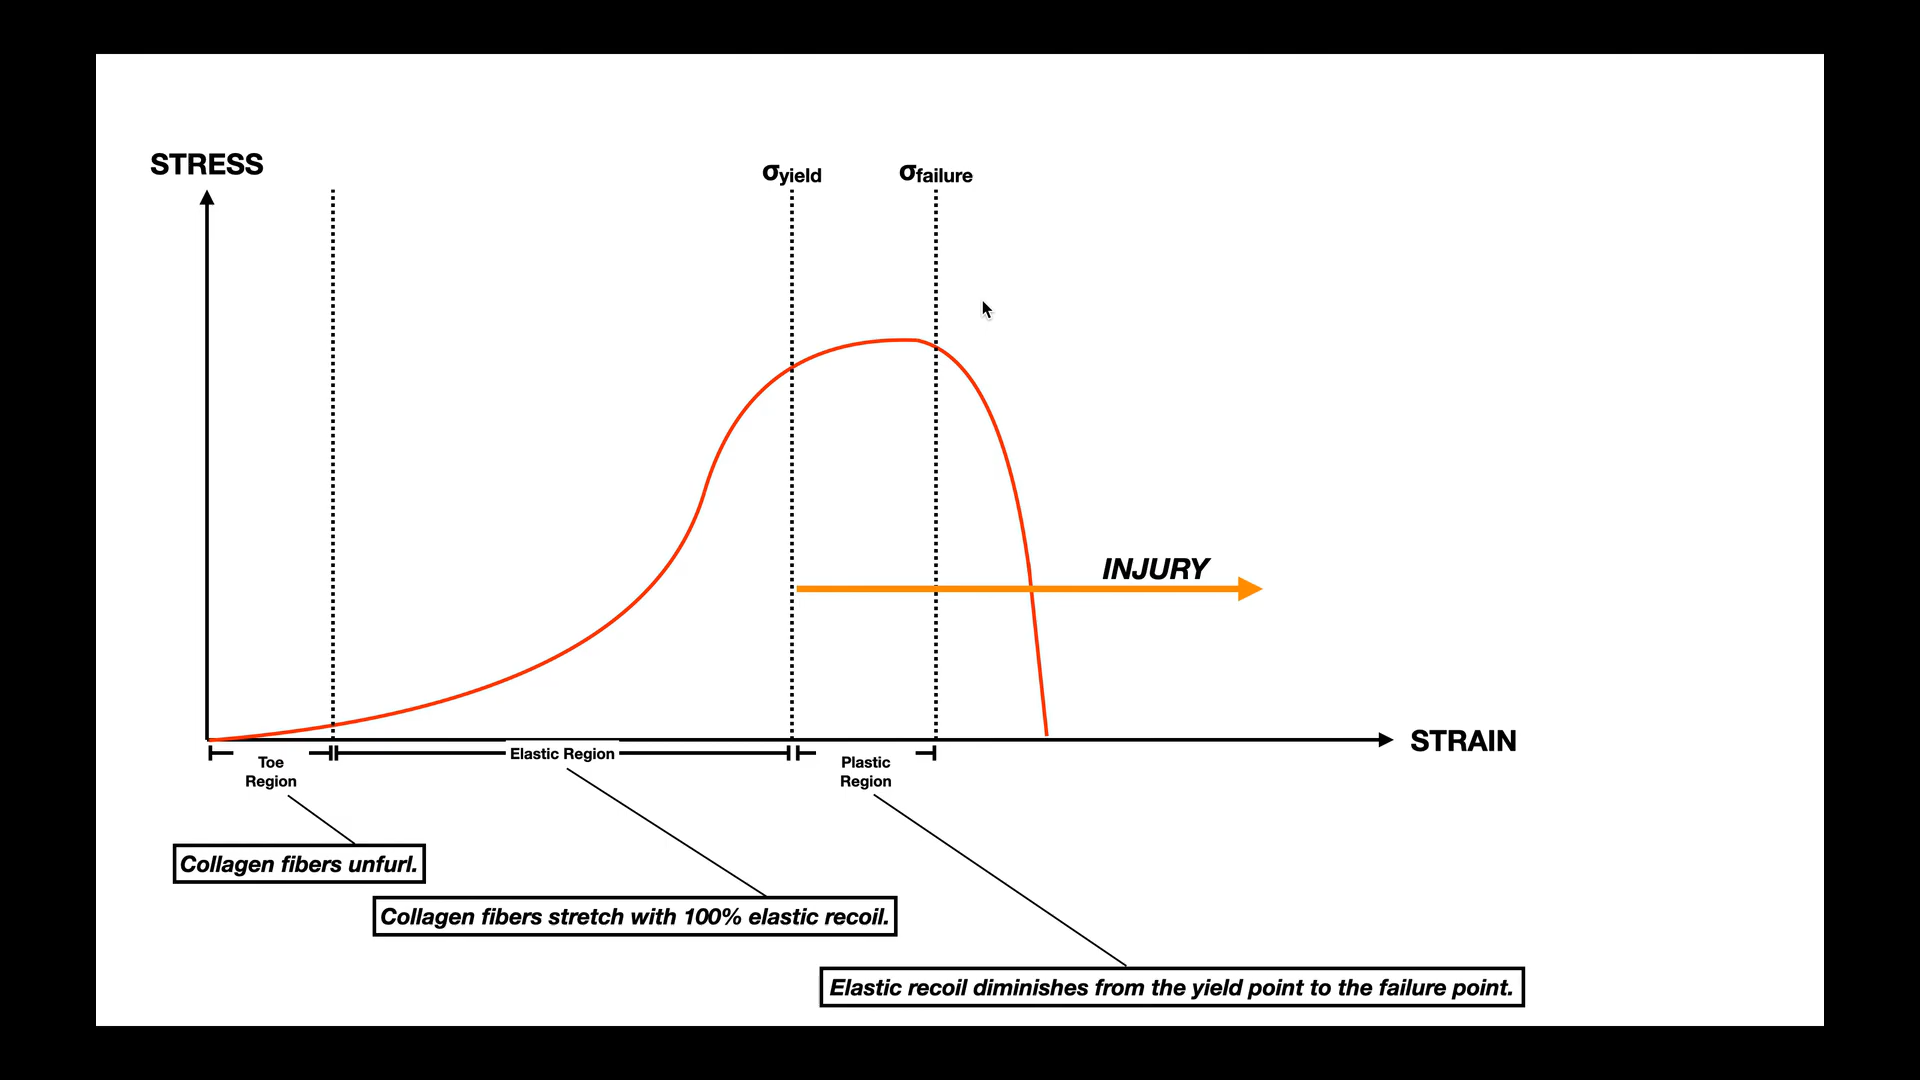 STRESS
σyield
σfailure
INJURY
STRAIN
Toe
Region
Elastic Region
Plastic
Region
Collagen fibers unfurl.
Collagen fibers stretch with 100% elastic recoil.
Elastic recoil diminishes from the yield point to the failure point.